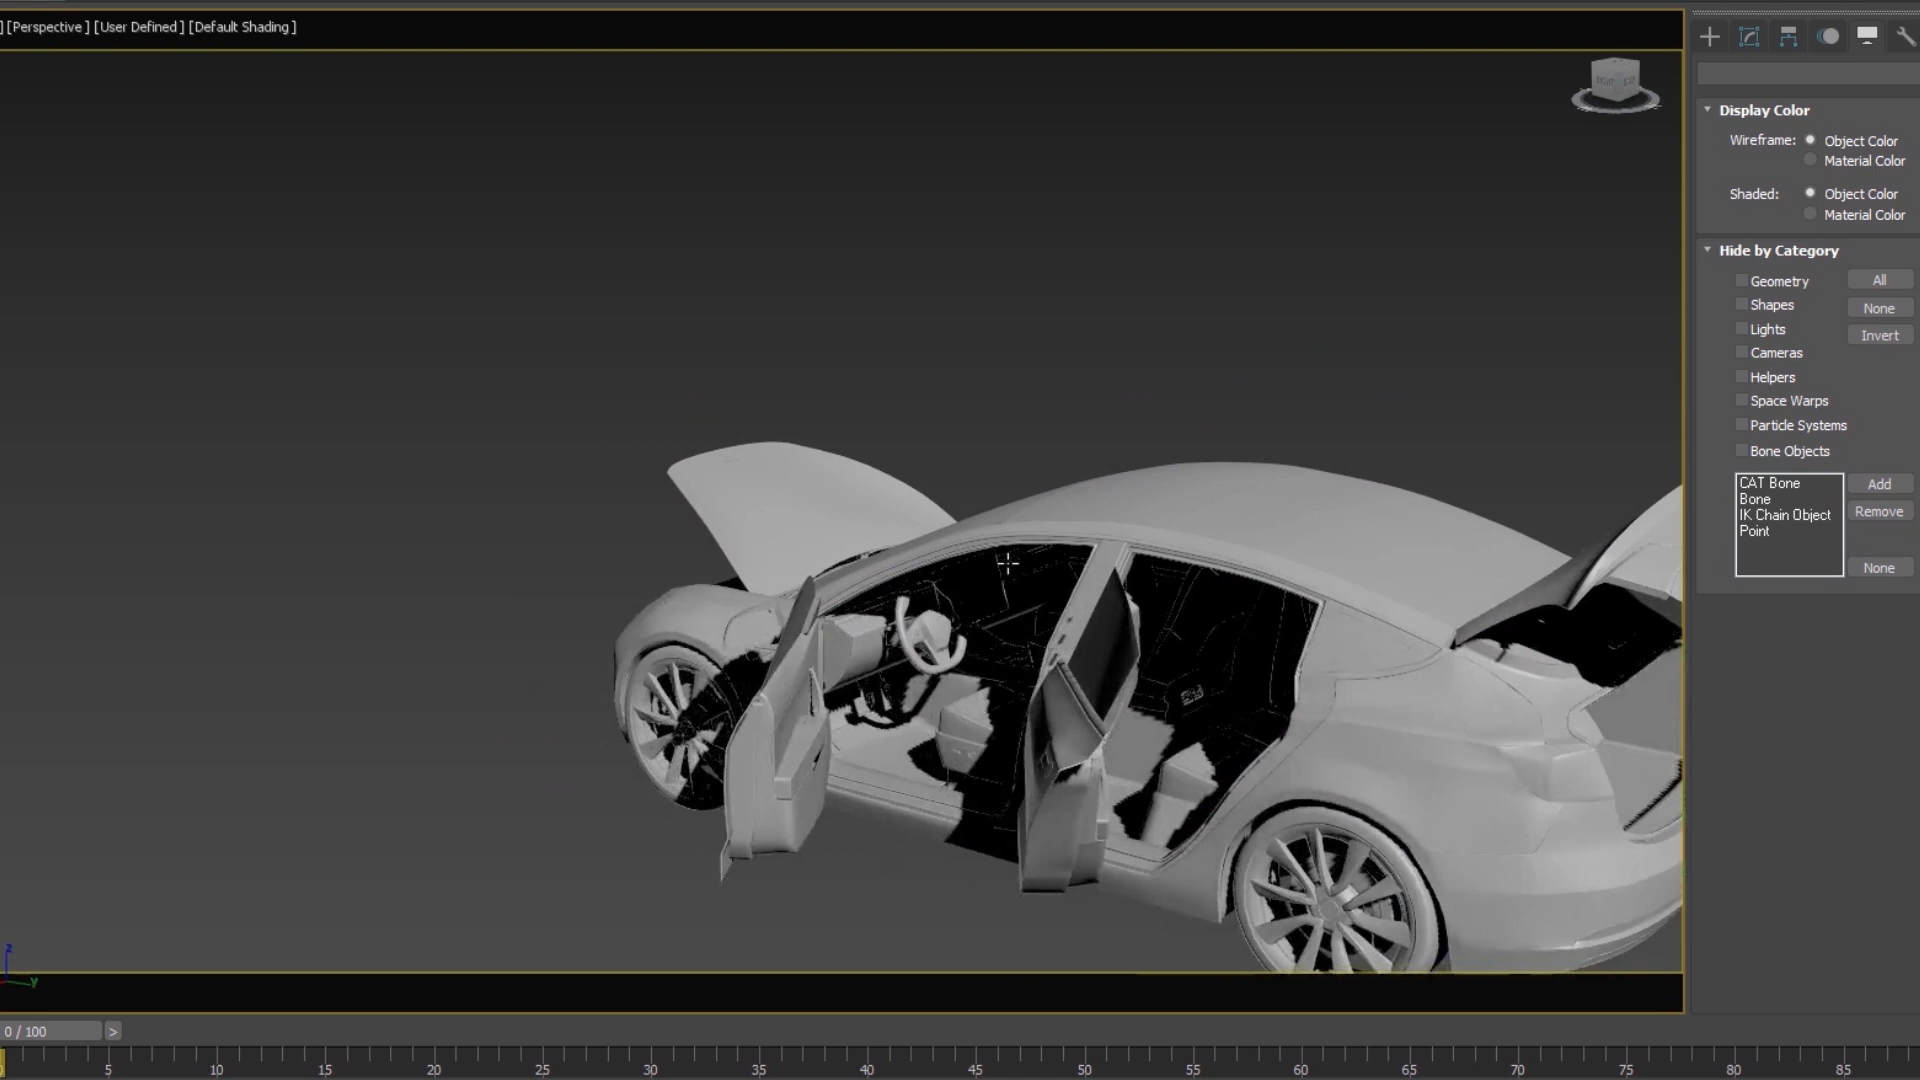 ] [Perspective ] [User Defined ] [Default Shading ]
Display Color
Wireframe: Object Color
Material Color
Shaded: Object Color
Material Color
Hide by Category
Geometry All
Shapes None
Lights Invert
Cameras
Helpers
Space Warps
Particle Systems
Bone Objects
CAT Bone Add
Bone
IK Chain Object Remove
Point
None
z
y
0 / 100 >
0 5 10 15 20 25 30 35 40 45 50 55 60 65 70 75 80 85